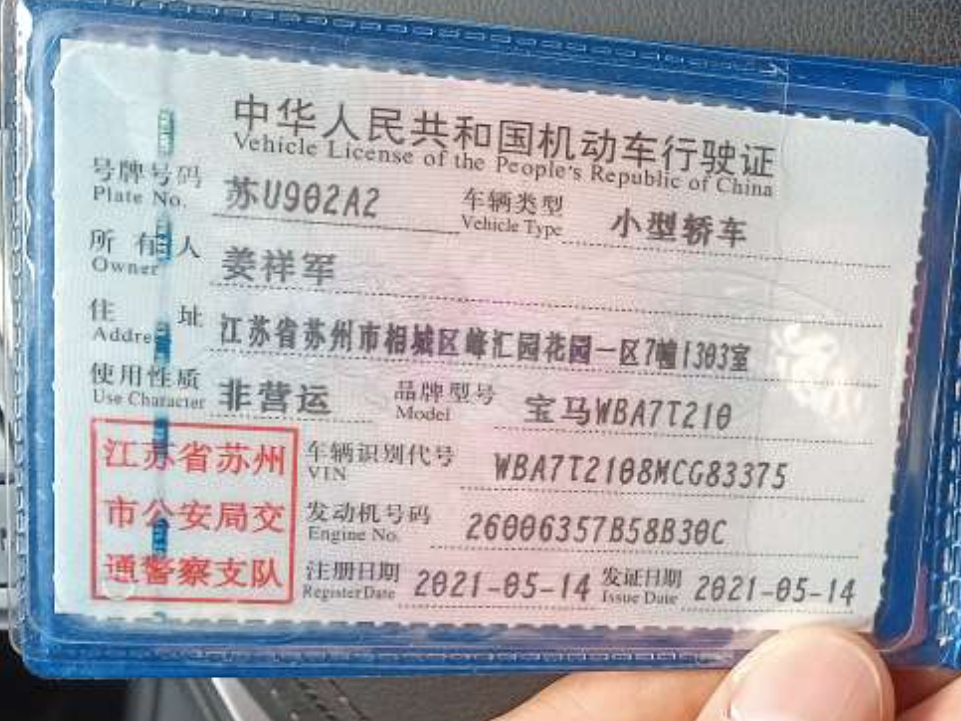 中华人民共和国机动车行驶证
Vehicle License of the People's Republic of China
号牌号码 苏U902A2 车辆类型 小型轿车
Plate No. Vehicle Type
所有人 姜祥军
Owner
住址 江苏省苏州市相城区峰汇园花园一区7幢1303室
Addre
使用性质 非营运 品牌型号 宝马WBA7T210
Use Character Model
江苏省苏州
市公安局交
通警察支队
车辆识别代号 WBA7T2108MCG83375
VIN
发动机号码 26006357B58B30C
Engine No.
注册日期 2021-05-14 发证日期 2021-05-14
Register Date Issue Date